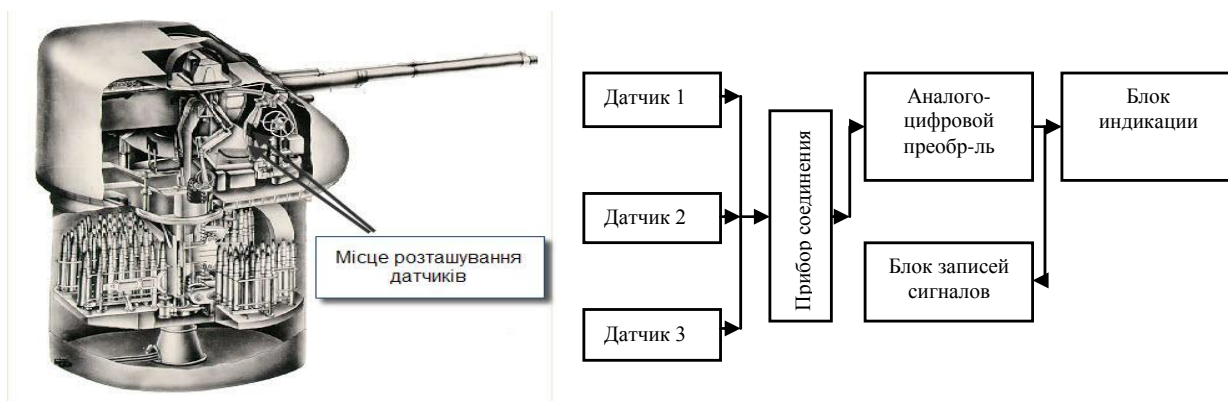 Місце розташування
датчиків
Датчик 1
Датчик 2
Датчик 3
Прибор соединения
Аналого-
цифровой
преобр-ль
Блок
индикации
Блок записей
сигналов